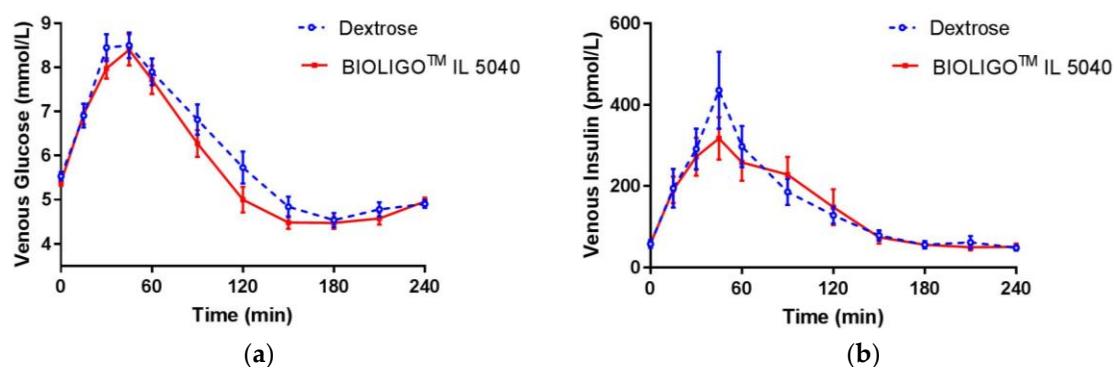 Venous Glucose (mmol/L)
9
8
7
6
5
4
0
60
120
180
240
Time (min)
Dextrose
BIOLIGO™ IL 5040
(a)
Venous Insulin (pmol/L)
600
400
200
0
0
60
120
180
240
Time (min)
Dextrose
BIOLIGO™ IL 5040
(b)